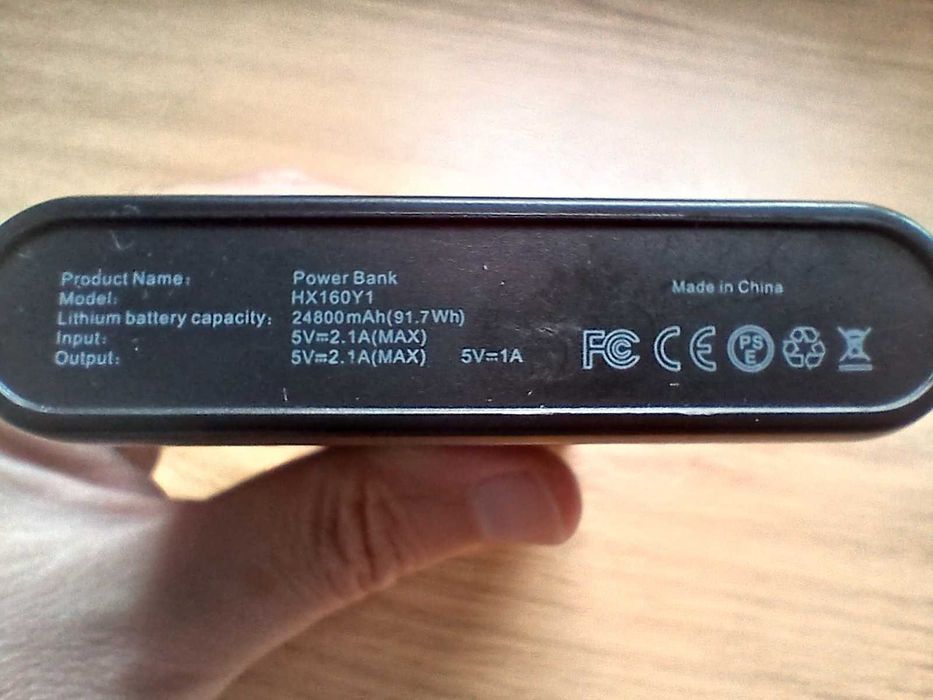 Product Name: Power Bank
Model: HX160Y1
Lithium battery capacity: 24800mAh(91.7Wh)
Input: 5V⎓2.1A(MAX)
Output: 5V⎓2.1A(MAX) 5V⎓1A
Made in China
FC CE PSE